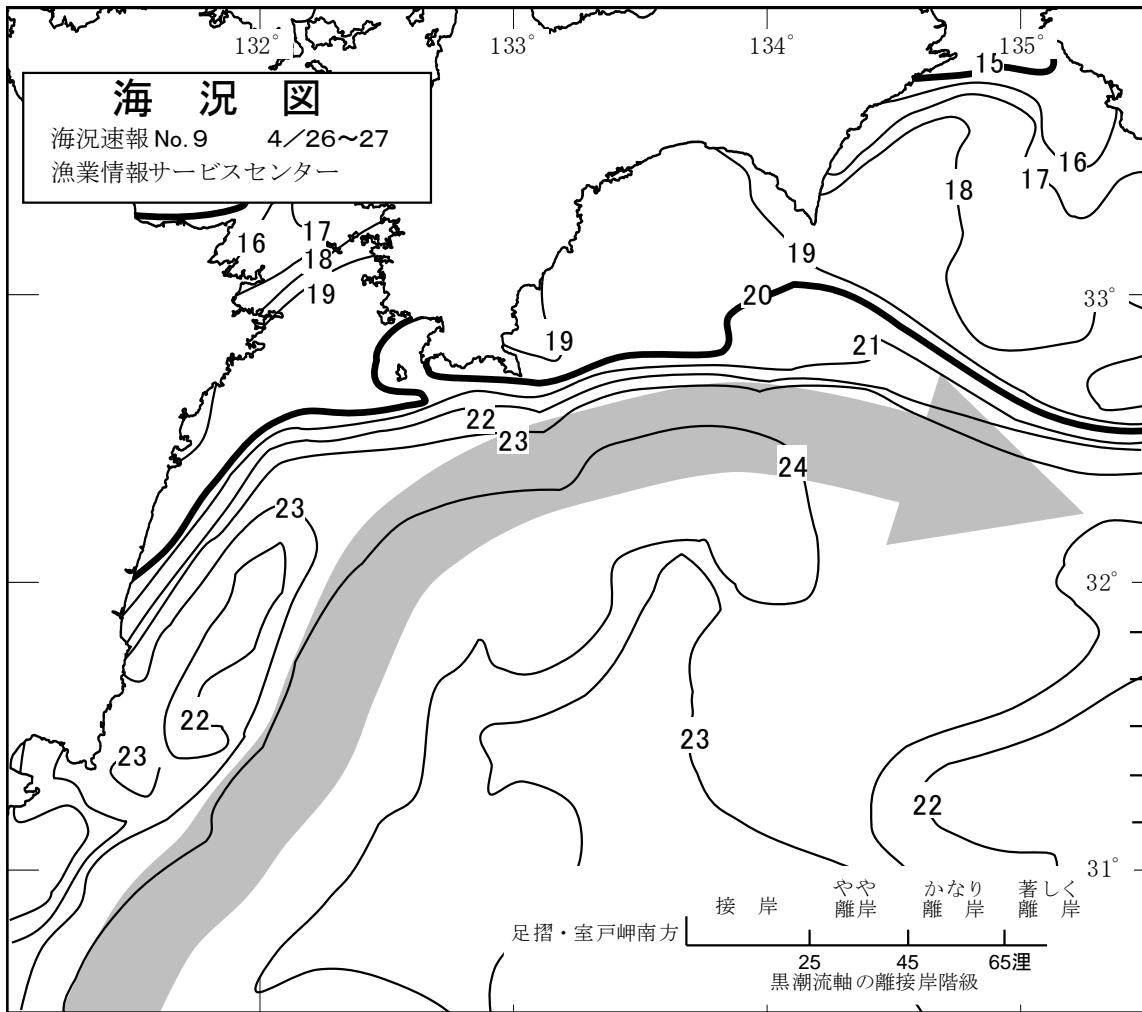 132° 133° 134° 135°
海 況 図
海況速報 No.9 4/26~27
漁業情報サービスセンター
15
16
17
18
16
17
18
19
19
20
33°
19
21
22
23
24
23
32°
22
23
23
22
31°
接 岸
やや
離岸
かなり
離 岸
著しく
離 岸
足摺・室戸岬南方
25 45 65浬
黒潮流軸の離接岸階級